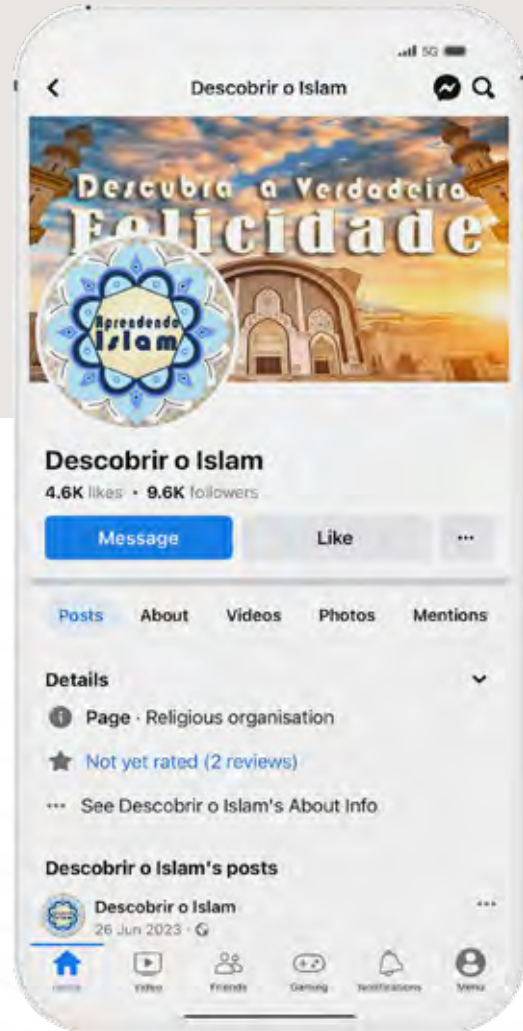 5G
Descobrir o Islam
Descubra a Verdadeira
Felicidade
Aprendendo
Islam
Descobrir o Islam
4.6K likes • 9.6K followers
Message
Like
Posts About Videos Photos Mentions
Details
Page · Religious organisation
Not yet rated (2 reviews)
See Descobrir o Islam's About Info
Descobrir o Islam's posts
Descobrir o Islam
26 Jun 2023
Home Video Friends Gaming Notifications Menu